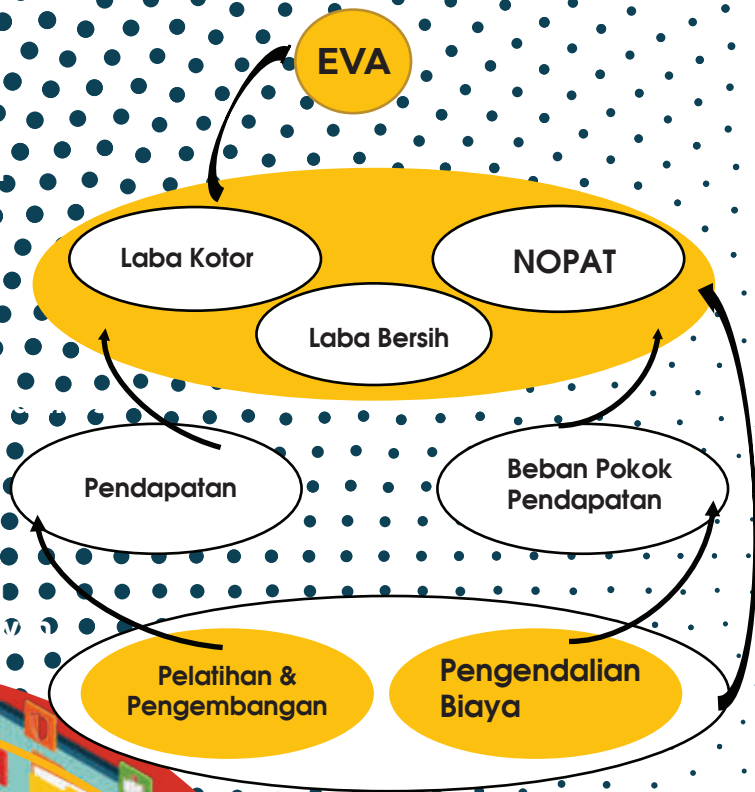 EVA
Laba Kotor
NOPAT
Laba Bersih
Pendapatan
Beban Pokok
Pendapatan
Pelatihan &
Pengembangan
Pengendalian
Biaya